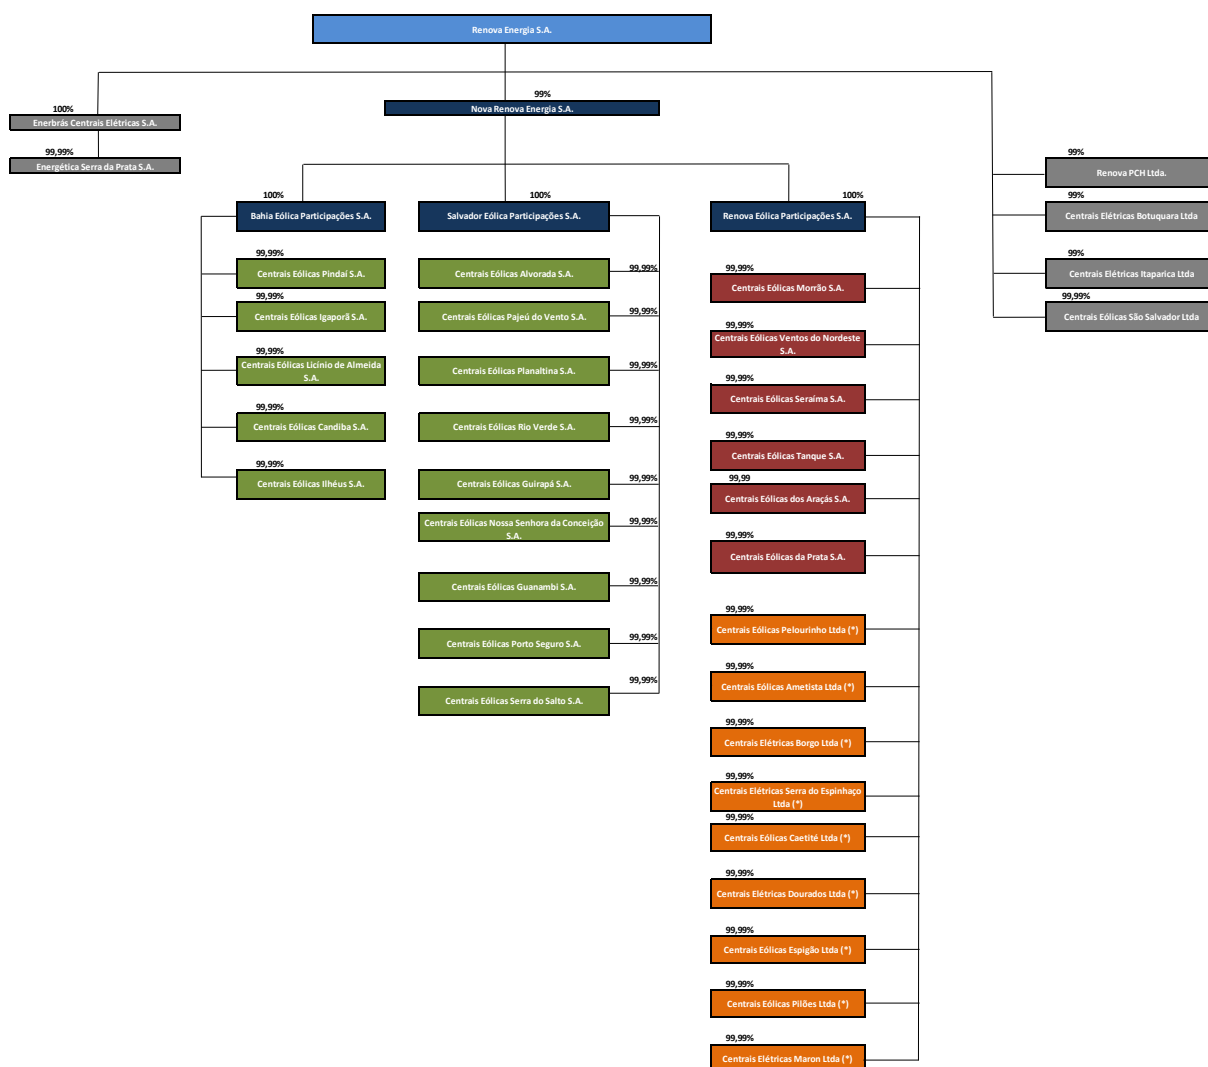 Renova Energia S.A.
99%
Nova Renova Energia S.A.
100%
Enerbrás Centrais Elétricas S.A.
99,99%
Energética Serra da Prata S.A.
99%
Renova PCH Ltda.
99%
Centrais Elétricas Botuquara Ltda
99%
Centrais Elétricas Itaparica Ltda
99,99%
Centrais Eólicas São Salvador Ltda
100%
Bahia Eólica Participações S.A.
99,99%
Centrais Eólicas Pindaí S.A.
99,99%
Centrais Eólicas Igaporã S.A.
99,99%
Centrais Eólicas Licínio de Almeida
S.A.
99,99%
Centrais Eólicas Candiba S.A.
99,99%
Centrais Eólicas Ilhéus S.A.
100%
Salvador Eólica Participações S.A.
Centrais Eólicas Alvorada S.A.
99,99%
Centrais Eólicas Pajeú do Vento S.A.
99,99%
Centrais Eólicas Planaltina S.A.
99,99%
Centrais Eólicas Rio Verde S.A.
99,99%
Centrais Eólicas Guirapá S.A.
99,99%
Centrais Eólicas Nossa Senhora da Conceição
S.A.
99,99%
Centrais Eólicas Guanambi S.A.
99,99%
Centrais Eólicas Porto Seguro S.A.
99,99%
Centrais Eólicas Serra do Salto S.A.
99,99%
100%
Renova Eólica Participações S.A.
99,99%
Centrais Eólicas Morrão S.A.
99,99%
Centrais Eólicas Ventos do Nordeste
S.A.
99,99%
Centrais Eólicas Seraíma S.A.
99,99%
Centrais Eólicas Tanque S.A.
99,99
Centrais Eólicas dos Araçás S.A.
99,99%
Centrais Eólicas da Prata S.A.
99,99%
Centrais Eólicas Pelourinho Ltda (*)
99,99%
Centrais Eólicas Ametista Ltda (*)
99,99%
Centrais Elétricas Borgo Ltda (*)
99,99%
Centrais Elétricas Serra do Espinhaço
Ltda (*)
99,99%
Centrais Eólicas Caetité Ltda (*)
99,99%
Centrais Elétricas Dourados Ltda (*)
99,99%
Centrais Eólicas Espigão Ltda (*)
99,99%
Centrais Eólicas Pilões Ltda (*)
99,99%
Centrais Elétricas Maron Ltda (*)